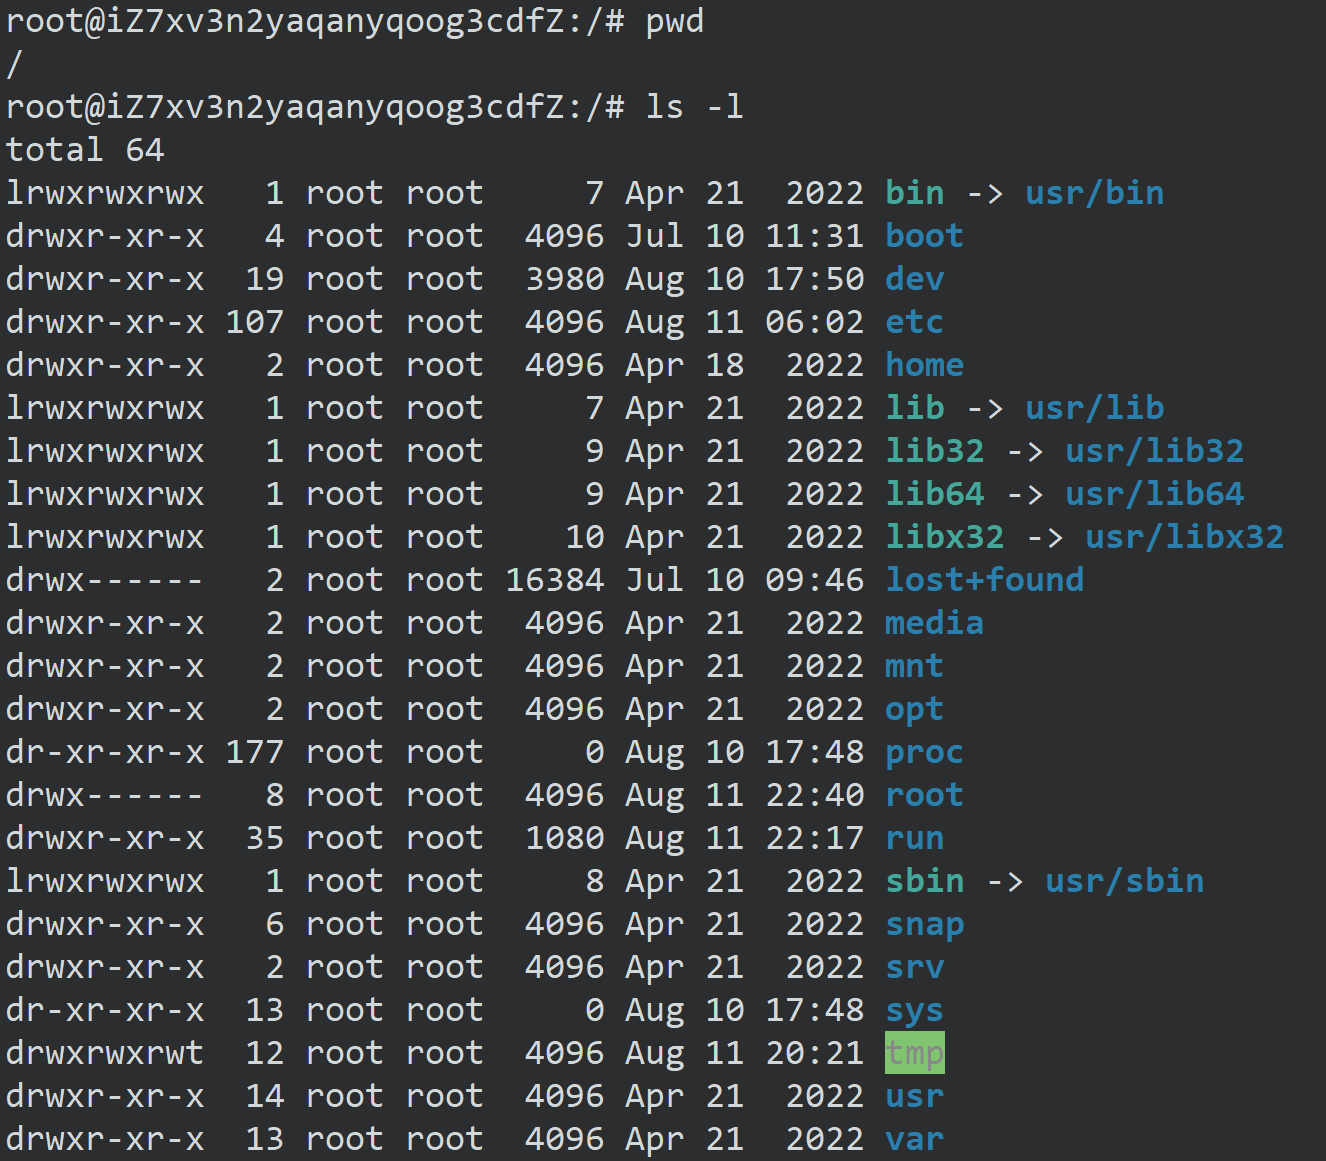 root@iZ7xv3n2yaqanyqoog3cdfZ:/# pwd
/
root@iZ7xv3n2yaqanyqoog3cdfZ:/# ls -l
total 64
lrwxrwxrwx   1 root root     7 Apr 21  2022 bin -> usr/bin
drwxr-xr-x   4 root root  4096 Jul 10 11:31 boot
drwxr-xr-x  19 root root  3980 Aug 10 17:50 dev
drwxr-xr-x 107 root root  4096 Aug 11 06:02 etc
drwxr-xr-x   2 root root  4096 Apr 18  2022 home
lrwxrwxrwx   1 root root     7 Apr 21  2022 lib -> usr/lib
lrwxrwxrwx   1 root root     9 Apr 21  2022 lib32 -> usr/lib32
lrwxrwxrwx   1 root root     9 Apr 21  2022 lib64 -> usr/lib64
lrwxrwxrwx   1 root root    10 Apr 21  2022 libx32 -> usr/libx32
drwx------   2 root root 16384 Jul 10 09:46 lost+found
drwxr-xr-x   2 root root  4096 Apr 21  2022 media
drwxr-xr-x   2 root root  4096 Apr 21  2022 mnt
drwxr-xr-x   2 root root  4096 Apr 21  2022 opt
dr-xr-xr-x 177 root root     0 Aug 10 17:48 proc
drwx------   8 root root  4096 Aug 11 22:40 root
drwxr-xr-x  35 root root  1080 Aug 11 22:17 run
lrwxrwxrwx   1 root root     8 Apr 21  2022 sbin -> usr/sbin
drwxr-xr-x   6 root root  4096 Apr 21  2022 snap
drwxr-xr-x   2 root root  4096 Apr 21  2022 srv
dr-xr-xr-x  13 root root     0 Aug 10 17:48 sys
drwxrwxrwt  12 root root  4096 Aug 11 20:21 tmp
drwxr-xr-x  14 root root  4096 Apr 21  2022 usr
drwxr-xr-x  13 root root  4096 Apr 21  2022 var